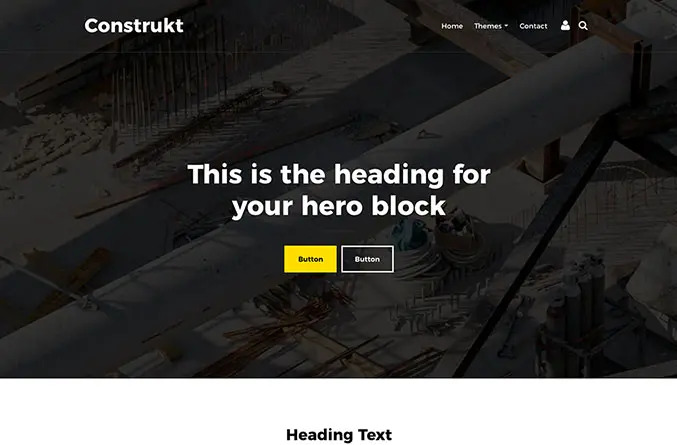 Construkt
Home Themes Contact
This is the heading for
your hero block
Button Button
Heading Text